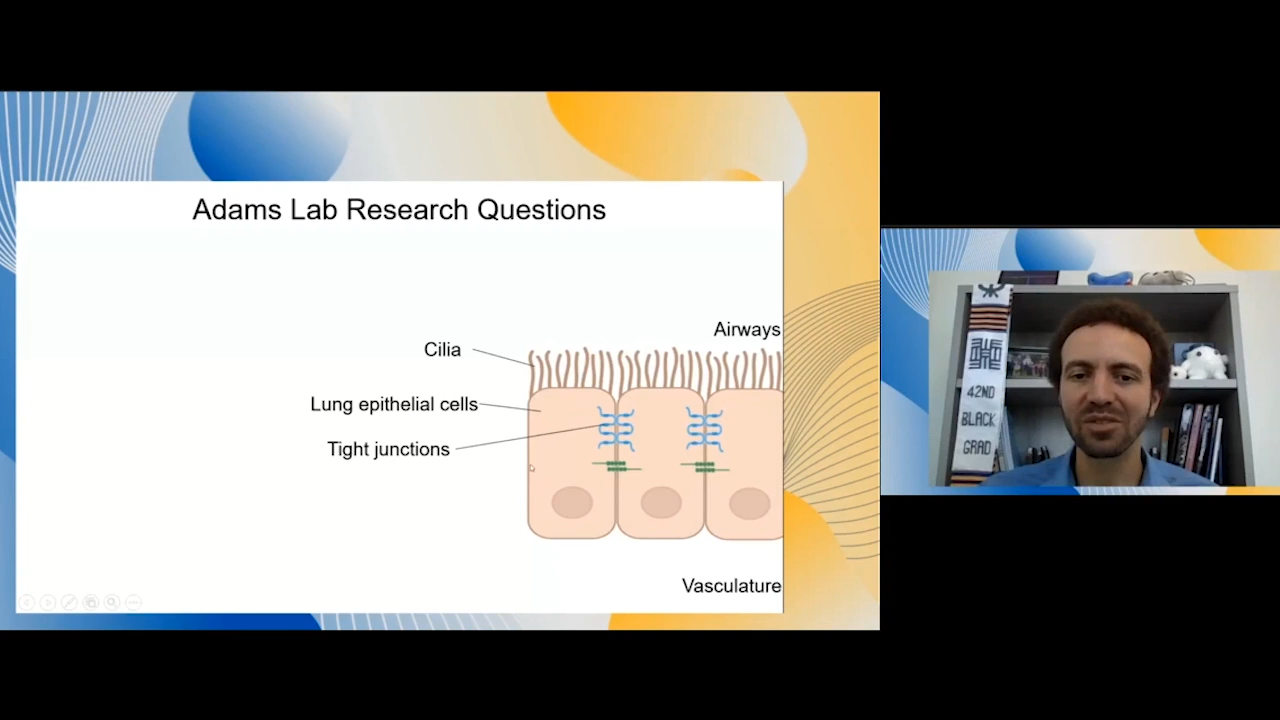 Adams Lab Research Questions
Airways
Cilia
Lung epithelial cells
Tight junctions
Vasculature
42ND
BLACK
GRAD